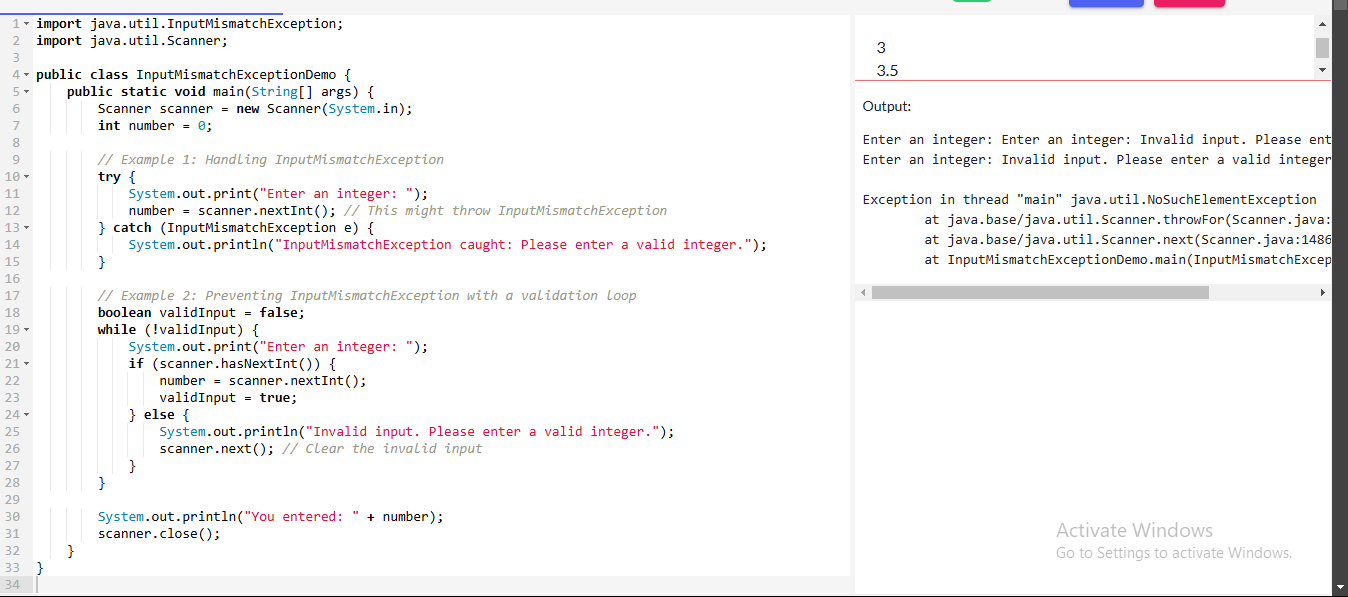 1 import java.util.InputMismatchException;
2 import java.util.Scanner;
3
4 public class InputMismatchExceptionDemo {
5 public static void main(String[] args) {
6 Scanner scanner = new Scanner(System.in);
7 int number = 0;
8
9 // Example 1: Handling InputMismatchException
10 try {
11 System.out.print("Enter an integer: ");
12 number = scanner.nextInt(); // This might throw InputMismatchException
13 } catch (InputMismatchException e) {
14 System.out.println("InputMismatchException caught: Please enter a valid integer.");
15 }
16
17 // Example 2: Preventing InputMismatchException with a validation loop
18 boolean validInput = false;
19 while (!validInput) {
20 System.out.print("Enter an integer: ");
21 if (scanner.hasNextInt()) {
22 number = scanner.nextInt();
23 validInput = true;
24 } else {
25 System.out.println("Invalid input. Please enter a valid integer.");
26 scanner.next(); // Clear the invalid input
27 }
28 }
29
30 System.out.println("You entered: " + number);
31 scanner.close();
32 }
33 }
34
3
3.5
Output:
Enter an integer: Enter an integer: Invalid input. Please ent
Enter an integer: Invalid input. Please enter a valid integer
Exception in thread "main" java.util.NoSuchElementException
at java.base/java.util.Scanner.throwFor(Scanner.java:
at java.base/java.util.Scanner.next(Scanner.java:1486
at InputMismatchExceptionDemo.main(InputMismatchExcep
Activate Windows
Go to Settings to activate Windows.